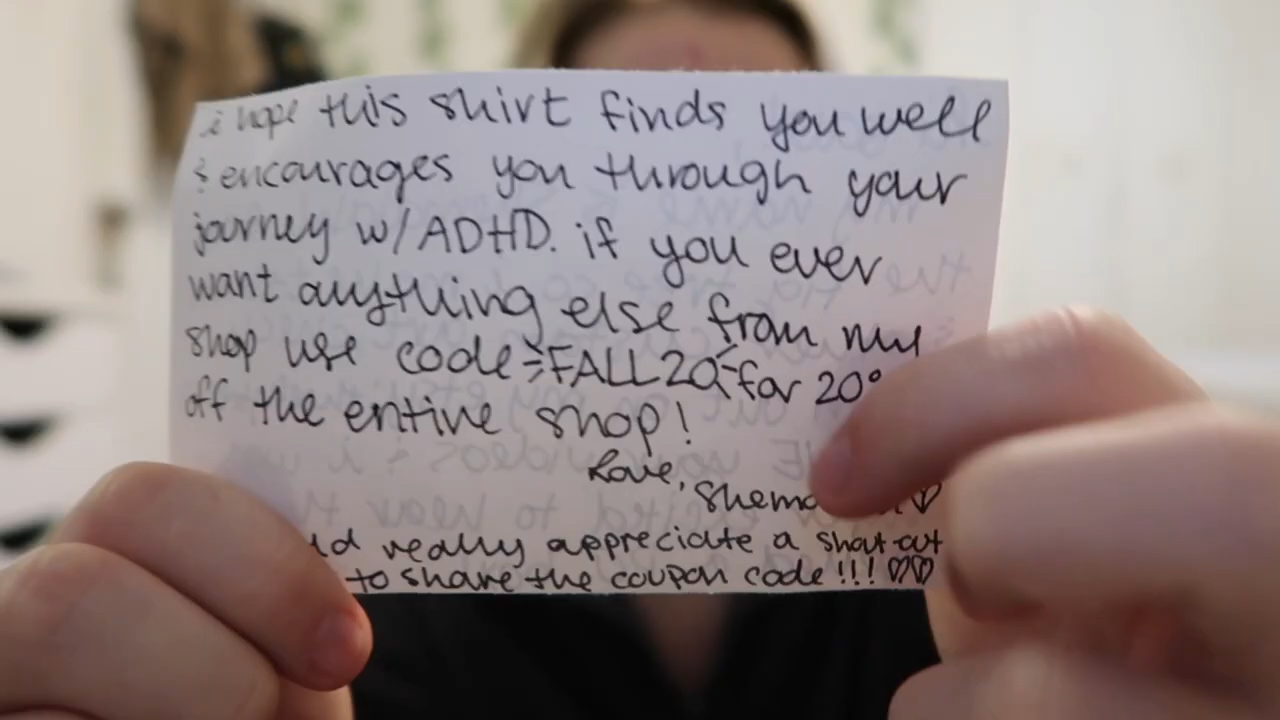 i hope this shirt finds you well
& encourages you through your
journey w/ADHD. if you ever
want anything else from my
shop use code FALL20 for 20%
off the entire shop!
Love,
♡
really appreciate a shout-out
to share the coupon code!!! ♡♡